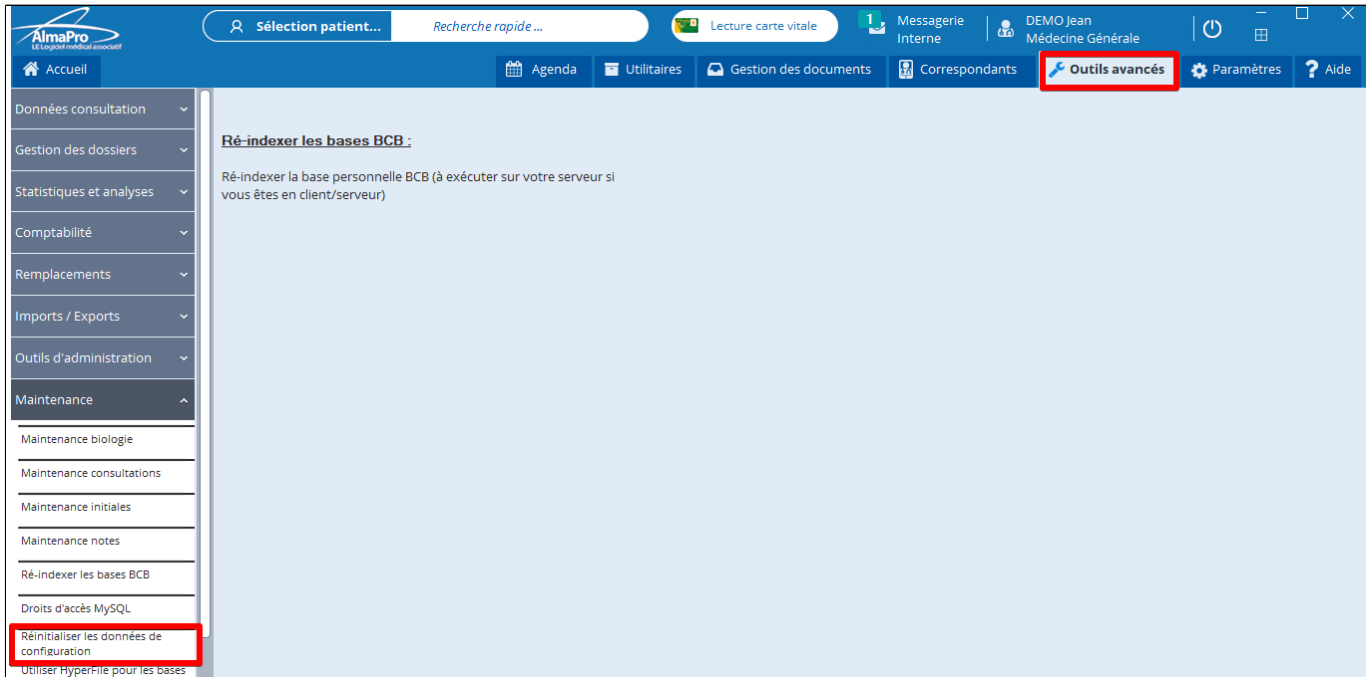 AlmaPro
LE Logiciel médical associatif
Sélection patient...
Recherche rapide ...
Lecture carte vitale
1
Messagerie
Interne
DEMO Jean
Médecine Générale
Accueil
Agenda
Utilitaires
Gestion des documents
Correspondants
Outils avancés
Paramètres
? Aide
Données consultation
Gestion des dossiers
Statistiques et analyses
Comptabilité
Remplacements
Imports / Exports
Outils d'administration
Maintenance
Maintenance biologie
Maintenance consultations
Maintenance initiales
Maintenance notes
Ré-indexer les bases BCB
Droits d'accès MySQL
Réinitialiser les données de
configuration
Utiliser HyperFile pour les bases
Ré-indexer les bases BCB :
Ré-indexer la base personnelle BCB (à exécuter sur votre serveur si
vous êtes en client/serveur)